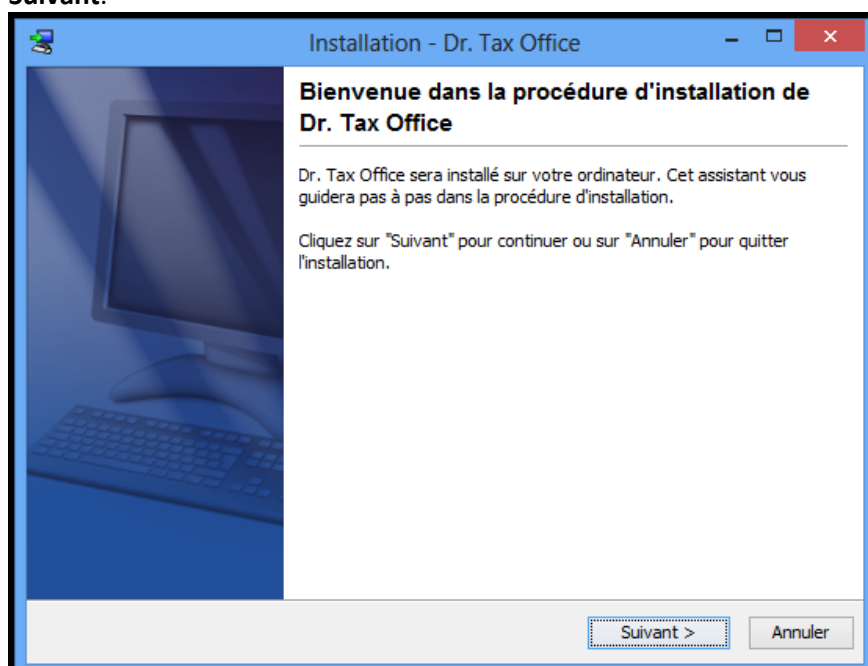 Suivant.
Installation - Dr. Tax Office
Bienvenue dans la procédure d'installation de
Dr. Tax Office
Dr. Tax Office sera installé sur votre ordinateur. Cet assistant vous
guidera pas à pas dans la procédure d'installation.
Cliquez sur "Suivant" pour continuer ou sur "Annuler" pour quitter
l'installation.
Suivant >
Annuler